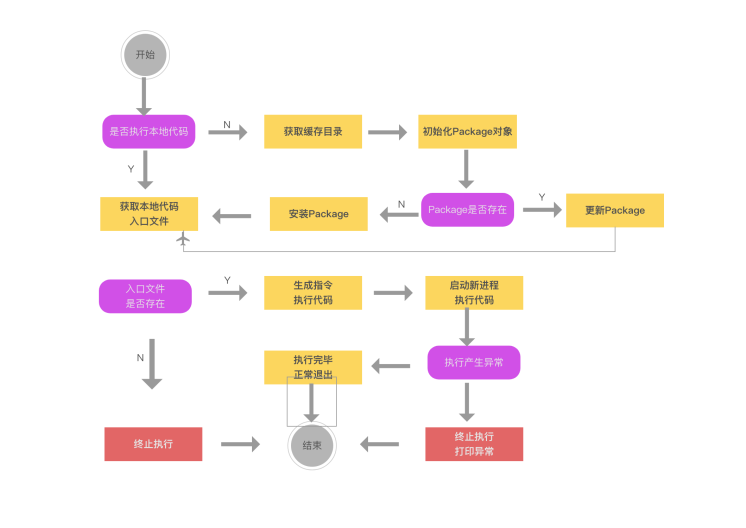 开始
是否执行本地代码
N
获取缓存目录
初始化Package对象
Y
获取本地代码
入口文件
安装Package
N
Package是否存在
Y
更新Package
入口文件
是否存在
Y
生成指令
执行代码
启动新进程
执行代码
N
执行完毕
正常退出
执行产生异常
终止执行
结束
终止执行
打印异常